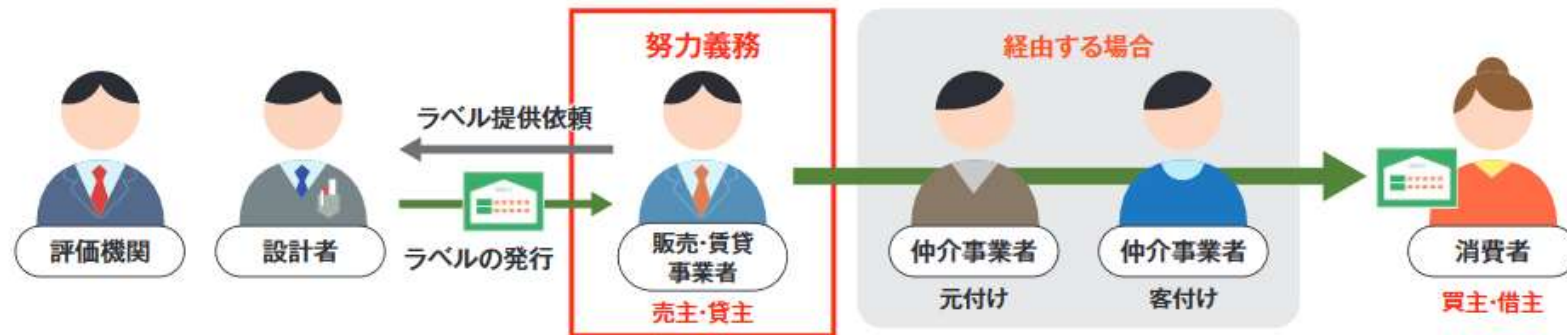 努力義務
経由する場合
ラベル提供依頼
ラベルの発行
評価機関
設計者
販売・賃貸
事業者
売主・貸主
仲介事業者
元付け
仲介事業者
客付け
消費者
買主・借主